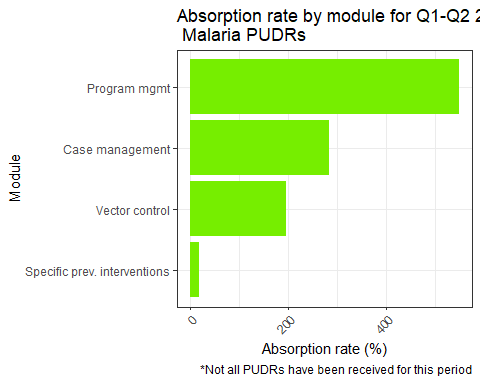 Absorption rate by module for Q1-Q2 2
Malaria PUDRs
Program mgmt
Case management
Vector control
Specific prev. interventions
Module
0
200
400
Absorption rate (%)
*Not all PUDRs have been received for this period